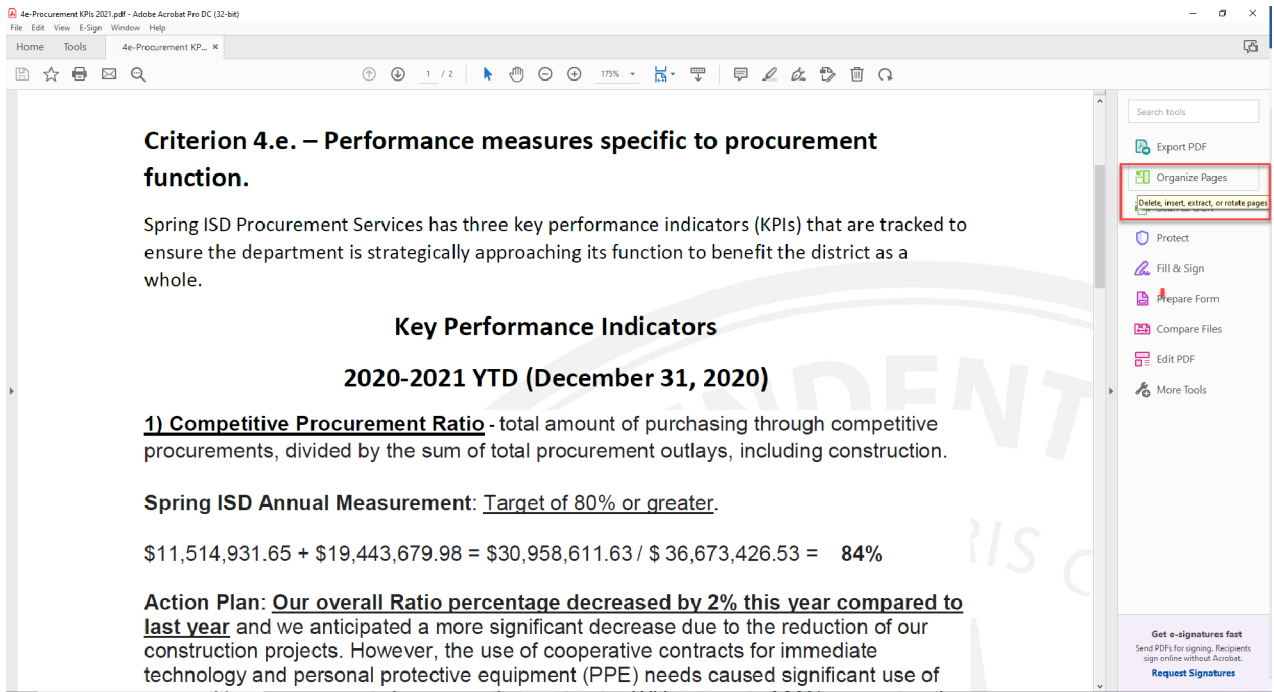 4e-Procurement KPIs 2021.pdf - Adobe Acrobat Pro DC (32-bit)
File Edit View E-Sign Window Help
Home Tools 4e-Procurement KP... ×
1 / 2 175%
Criterion 4.e. – Performance measures specific to procurement
function.
Spring ISD Procurement Services has three key performance indicators (KPIs) that are tracked to
ensure the department is strategically approaching its function to benefit the district as a
whole.
Key Performance Indicators
2020-2021 YTD (December 31, 2020)
1) Competitive Procurement Ratio - total amount of purchasing through competitive
procurements, divided by the sum of total procurement outlays, including construction.
Spring ISD Annual Measurement: Target of 80% or greater.
$11,514,931.65 + $19,443,679.98 = $30,958,611.63 / $ 36,673,426.53 = 84%
Action Plan: Our overall Ratio percentage decreased by 2% this year compared to
last year and we anticipated a more significant decrease due to the reduction of our
construction projects. However, the use of cooperative contracts for immediate
technology and personal protective equipment (PPE) needs caused significant use of
Search tools
Export PDF
Organize Pages
Delete, insert, extract, or rotate pages
Protect
Fill & Sign
Prepare Form
Compare Files
Edit PDF
More Tools
Get e-signatures fast
Send PDFs for signing. Recipients
sign online without Acrobat.
Request Signatures